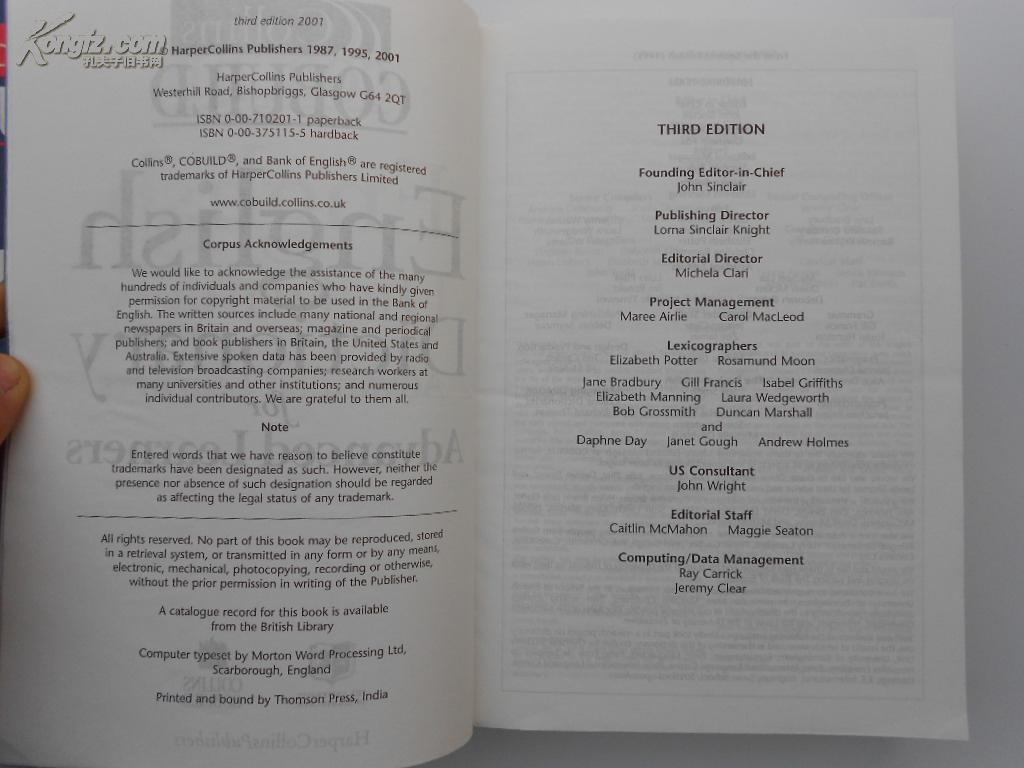 Kongfz.com
孔夫子旧书网
third edition 2001
© HarperCollins Publishers 1987, 1995, 2001
HarperCollins Publishers
Westerhill Road, Bishopbriggs, Glasgow G64 2QT
ISBN 0-00-710201-1 paperback
ISBN 0-00-375115-5 hardback
Collins®, COBUILD®, and Bank of English® are registered
trademarks of HarperCollins Publishers Limited
www.cobuild.collins.co.uk
Corpus Acknowledgements
We would like to acknowledge the assistance of the many
hundreds of individuals and companies who have kindly given
permission for copyright material to be used in the Bank of
English. The written sources include many national and regional
newspapers in Britain and overseas; magazine and periodical
publishers; and book publishers in Britain, the United States and
Australia. Extensive spoken data has been provided by radio
and television broadcasting companies; research workers at
many universities and other institutions; and numerous
individual contributors. We are grateful to them all.
Note
Entered words that we have reason to believe constitute
trademarks have been designated as such. However, neither the
presence nor absence of such designation should be regarded
as affecting the legal status of any trademark.
All rights reserved. No part of this book may be reproduced, stored
in a retrieval system, or transmitted in any form or by any means,
electronic, mechanical, photocopying, recording or otherwise,
without the prior permission in writing of the Publisher.
A catalogue record for this book is available
from the British Library
Computer typeset by Morton Word Processing Ltd,
Scarborough, England
Printed and bound by Thomson Press, India
THIRD EDITION
Founding Editor-in-Chief
John Sinclair
Publishing Director
Lorna Sinclair Knight
Editorial Director
Michela Clari
Project Management
Maree Airlie Carol MacLeod
Lexicographers
Elizabeth Potter Rosamund Moon
Jane Bradbury Gill Francis Isabel Griffiths
Elizabeth Manning Laura Wedgeworth
Bob Grossmith Duncan Marshall
and
Daphne Day Janet Gough Andrew Holmes
US Consultant
John Wright
Editorial Staff
Caitlin McMahon Maggie Seaton
Computing/Data Management
Ray Carrick
Jeremy Clear